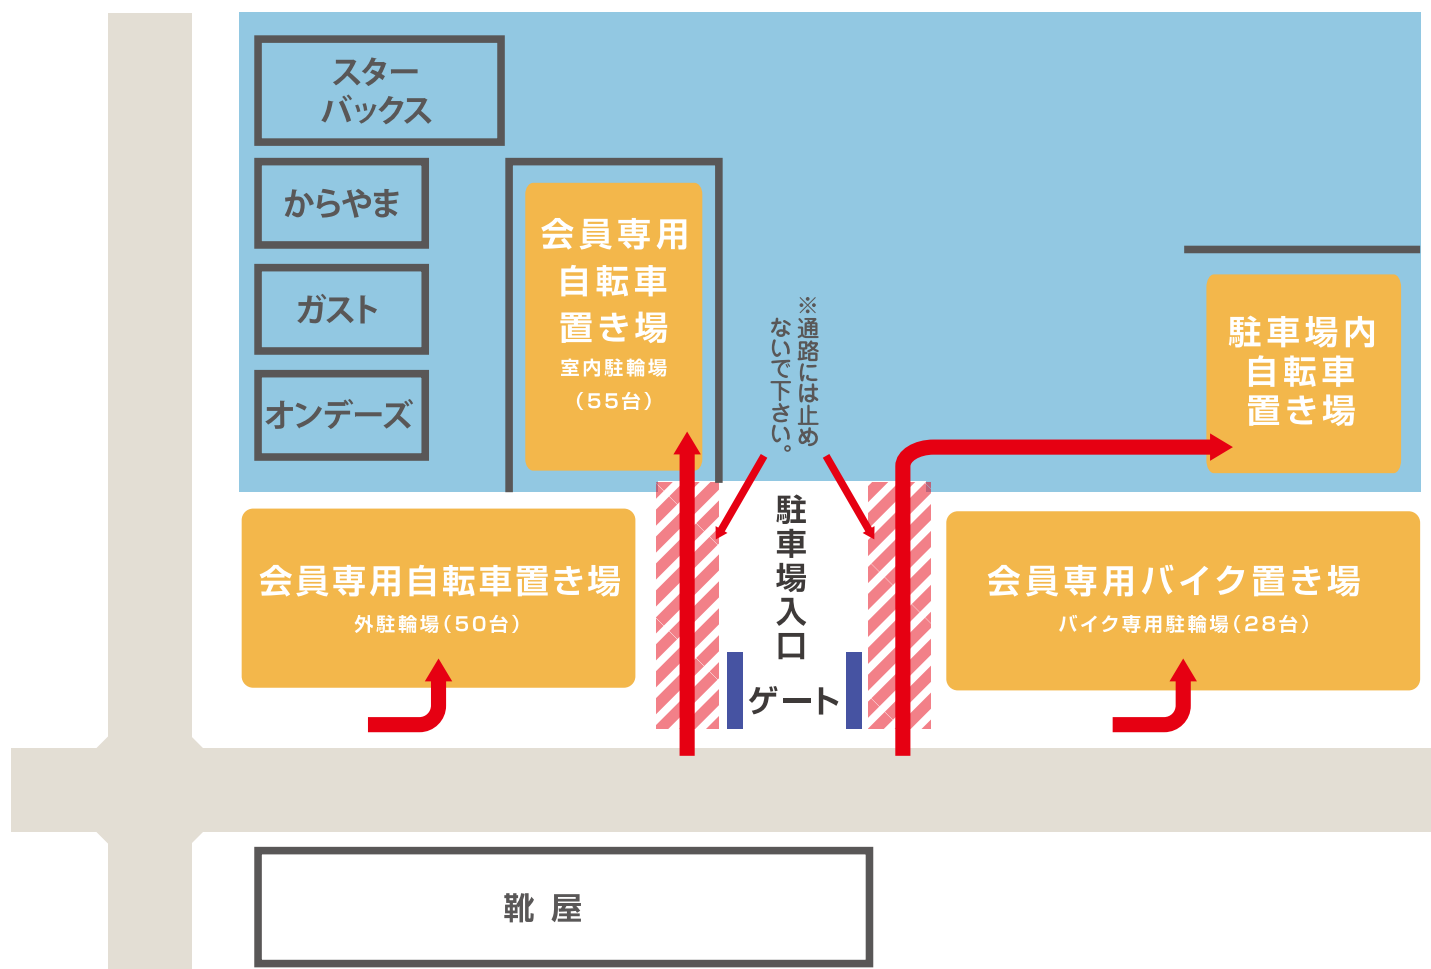 スター
バックス
からやま
ガスト
オンデーズ
会員専用
自転車
置き場
室内駐輪場
（55台）
※通路には止め
ないで下さい。
駐車場内
自転車
置き場
会員専用自転車置き場
外駐輪場（50台）
駐車場入口
ゲート
会員専用バイク置き場
バイク専用駐輪場（28台）
靴屋